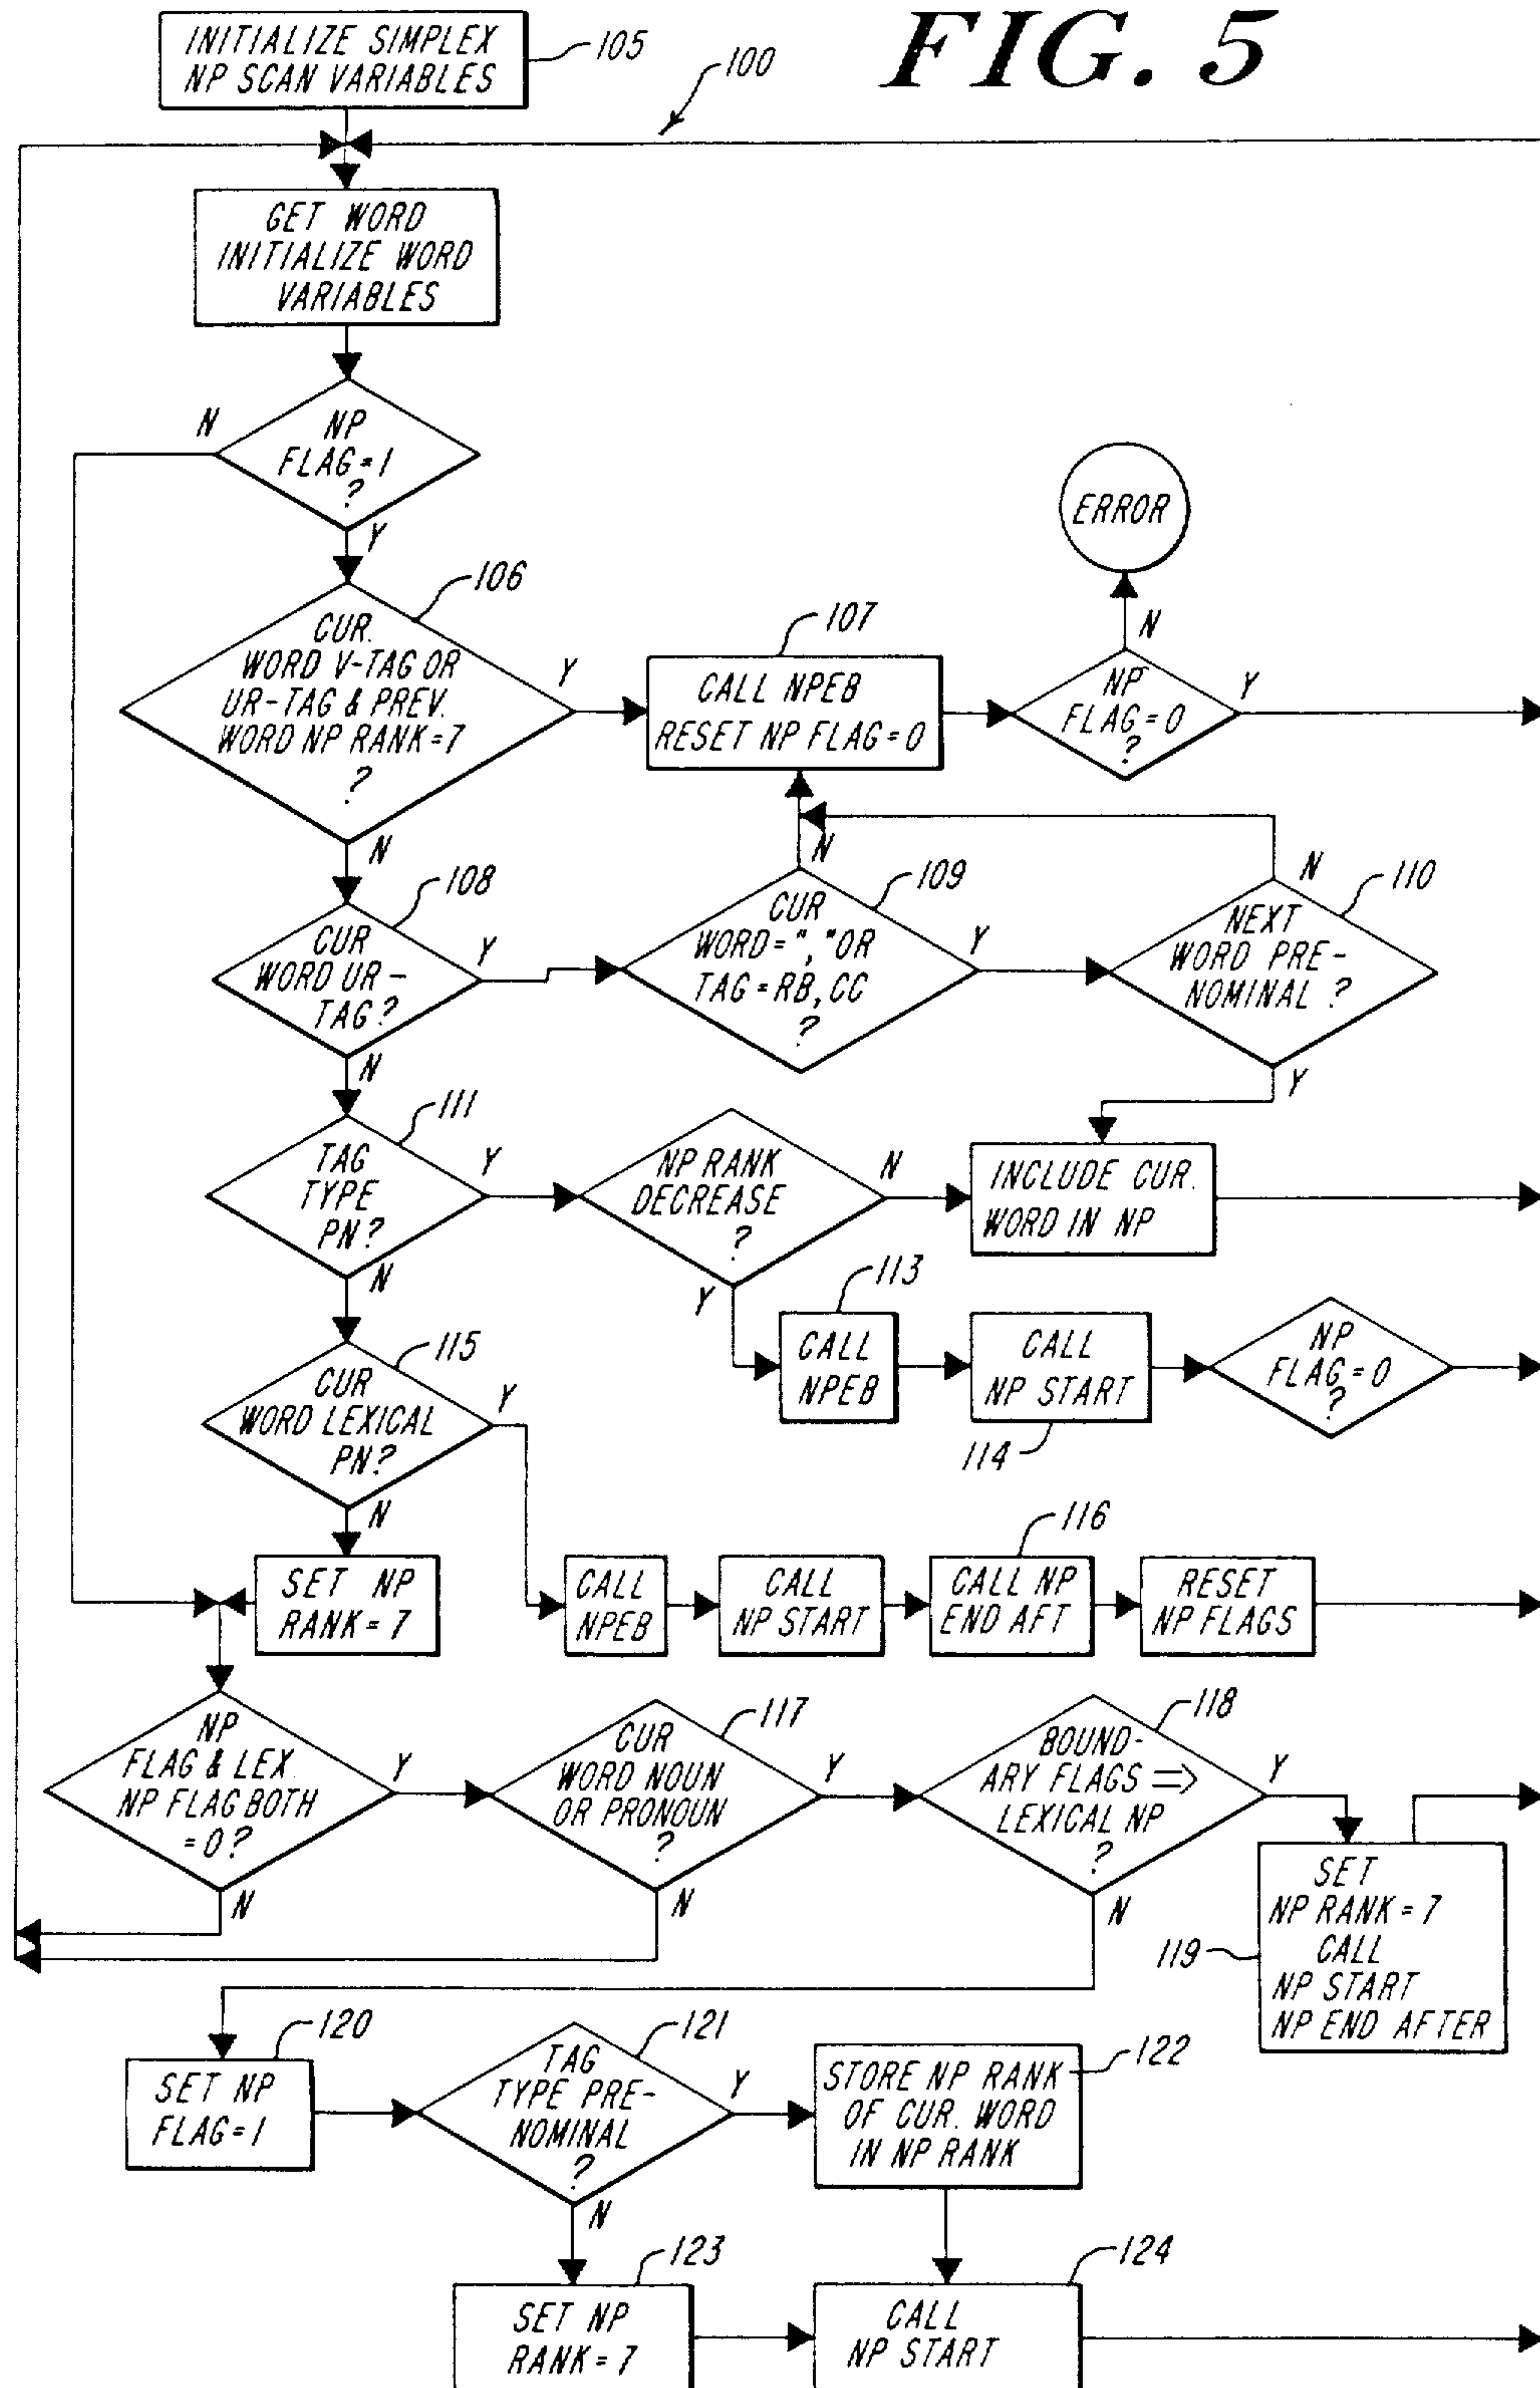 FIG. 5
INITIALIZE SIMPLEX
NP SCAN VARIABLES
105
100
GET WORD
INITIALIZE WORD
VARIABLES
NP
FLAG=1
?
N
Y
ERROR
106
CUR.
WORD V-TAG OR
UR-TAG & PREV.
WORD NP RANK=7
?
Y
N
107
CALL NPEB
RESET NP FLAG=0
N
NP
FLAG=0
?
Y
108
CUR
WORD UR-
TAG?
Y
N
109
CUR
WORD=","OR
TAG=RB,CC
?
N
Y
110
NEXT
WORD PRE-
NOMINAL?
N
Y
111
TAG
TYPE
PN?
Y
N
NP RANK
DECREASE
?
N
Y
INCLUDE CUR.
WORD IN NP
113
CALL
NPEB
CALL
NP START
114
NP
FLAG=0
?
115
CUR
WORD LEXICAL
PN?
Y
N
SET NP
RANK=7
CALL
NPEB
CALL
NP START
116
CALL NP
END AFT
RESET
NP FLAGS
NP
FLAG & LEX.
NP FLAG BOTH
=0?
Y
N
117
CUR
WORD NOUN
OR PRONOUN
?
Y
N
118
BOUND-
ARY FLAGS ⇒
LEXICAL NP
?
Y
N
119
SET
NP RANK=7
CALL
NP START
NP END AFTER
120
SET NP
FLAG=1
121
TAG
TYPE PRE-
NOMINAL
?
Y
N
122
STORE NP RANK
OF CUR. WORD
IN NP RANK
123
SET NP
RANK=7
124
CALL
NP START